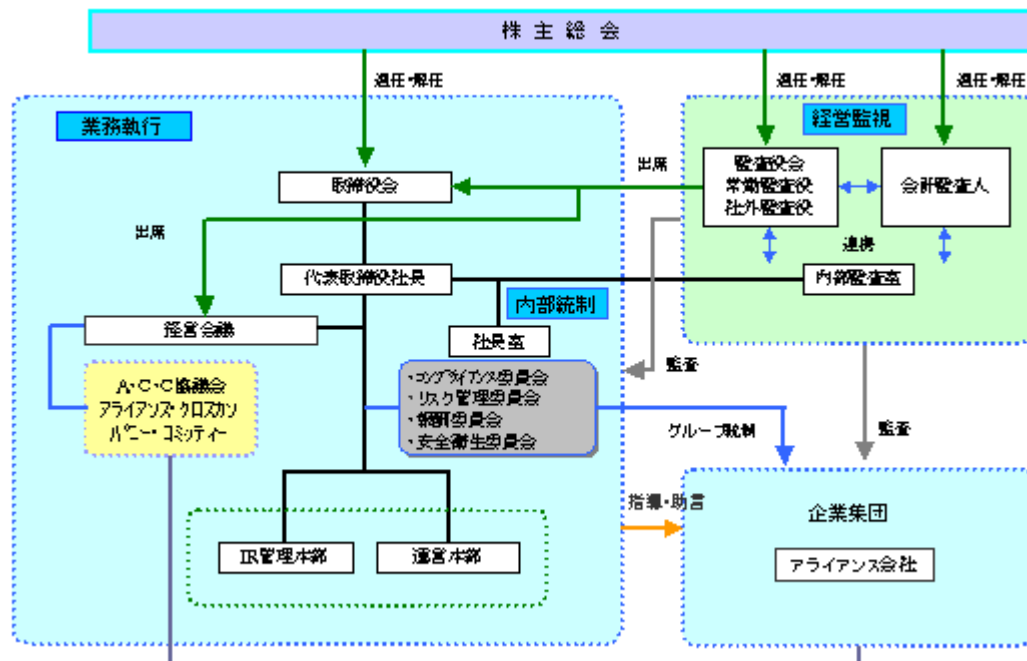 株主総会
選任・解任
選任・解任
選任・解任
業務執行
経営監視
取締役会
出席
監査役会
常勤監査役
社外監査役
会計監査人
出席
連携
代表取締役社長
内部監査室
内部統制
経営会議
社長室
監査
A・C・C協議会
アライアンス・クロスカン
パニー・コミッティー
・コンプライアンス委員会
・リスク管理委員会
・報酬委員会
・安全衛生委員会
グループ統制
監査
指導・助言
企業集団
IR管理本部
運営本部
アライアンス会社